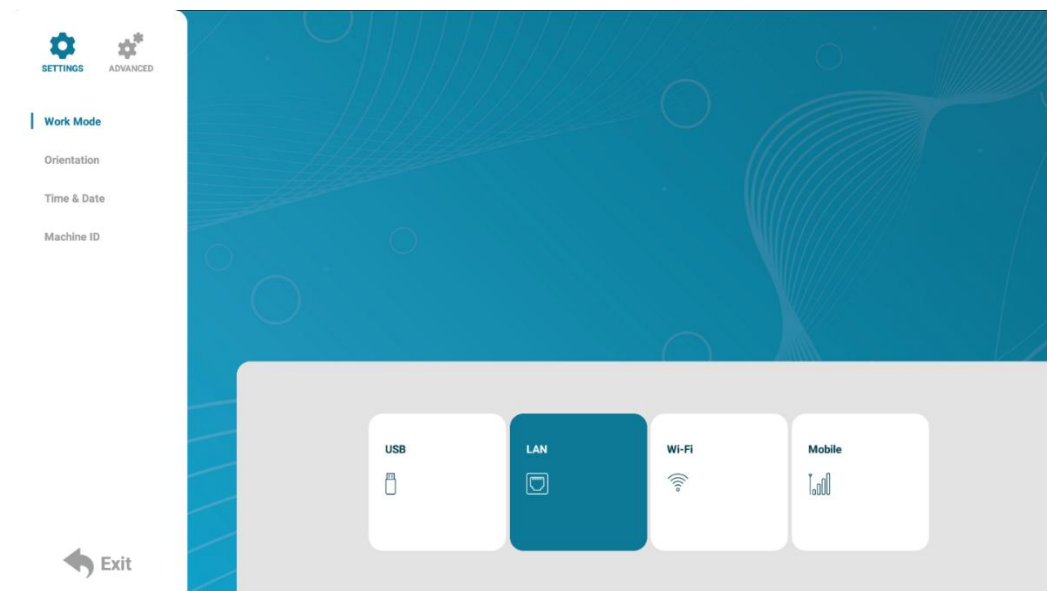 SETTINGS
ADVANCED
Work Mode
Orientation
Time & Date
Machine ID
USB
LAN
Wi-Fi
Mobile
Exit